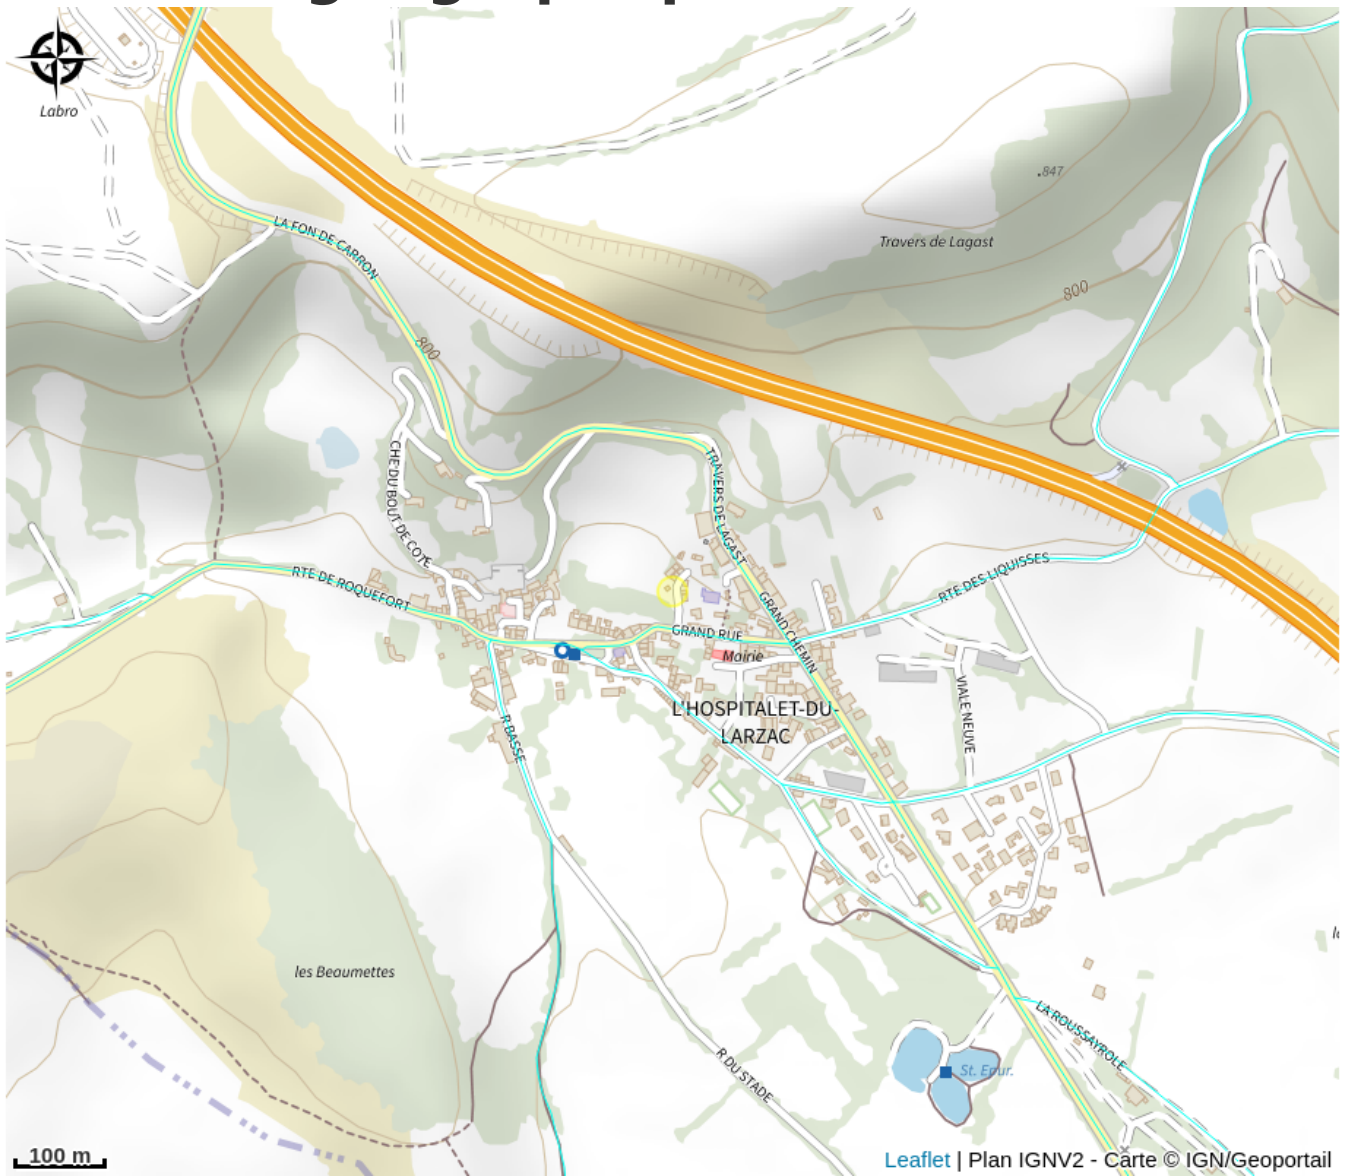 Labro
LA FON DE CARRON
.847
Travers de Lagast
800
800
TRAVERS DE LAGAST
CHE DU BOUT DE COTE
RTE DES LIQUISSES
RTE DE ROQUEFORT
GRAND CHEMIN
GRAND RUE
Mairie
VIALE NEUVE
L'HOSPITALET-DU-
LARZAC
R BASSE
les Beaumettes
LA ROUSSAYROLE
R DU STADE
St. Epur.
100 m
Leaflet | Plan IGNV2 - Carte © IGN/Geoportail